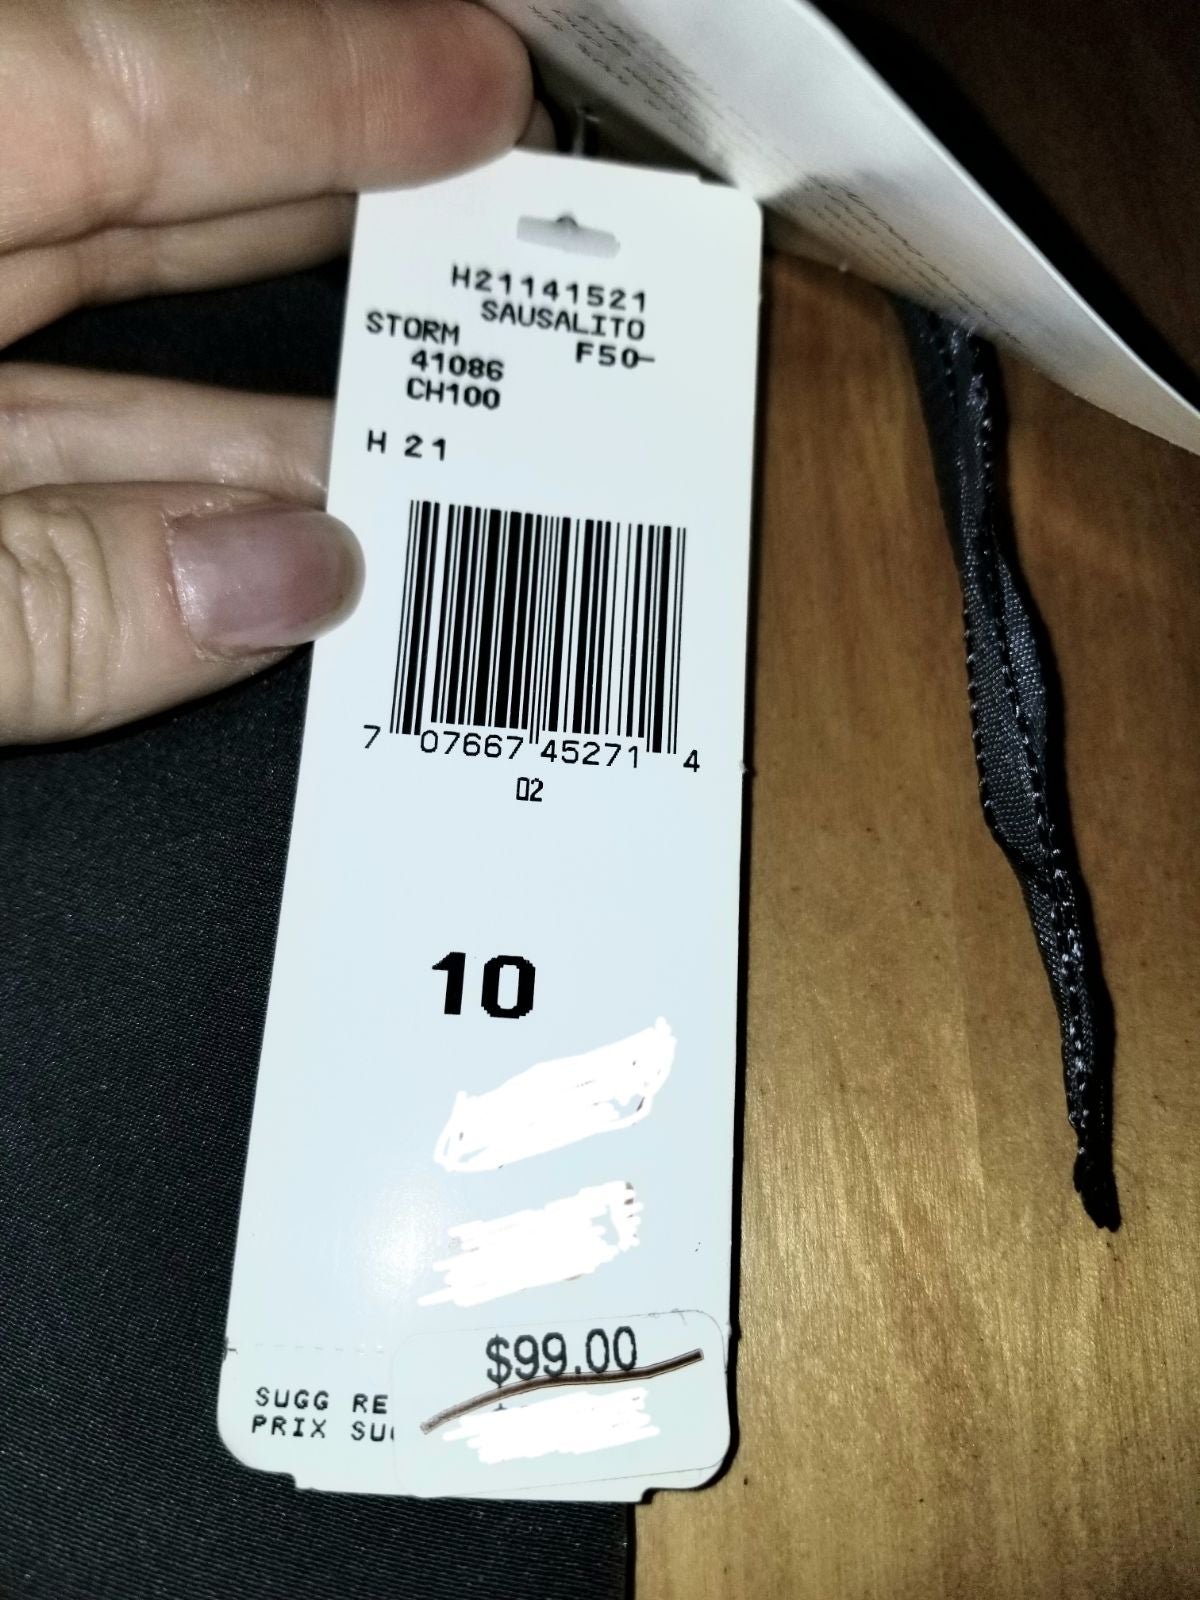 H21141521
SAUSALITO
STORM F50-
41086
CH100
H 21
7 07667 45271 4
02
10
$99.00
SUGG RE
PRIX SU